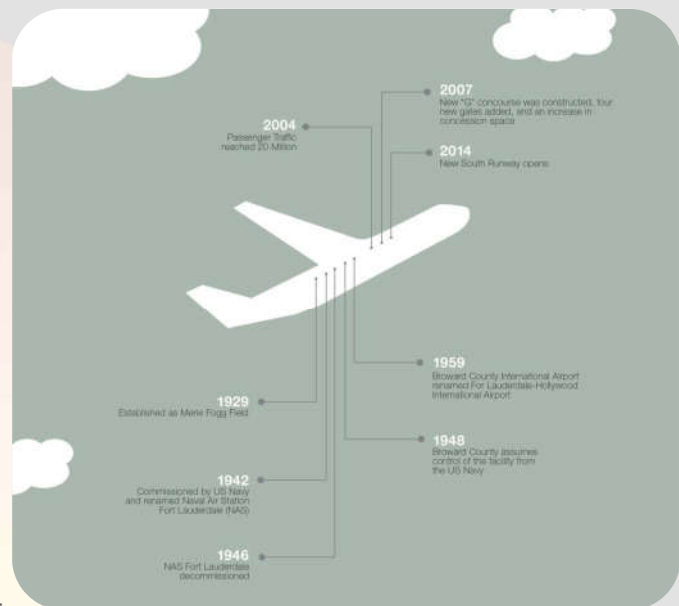 2004
Passenger Traffic
reached 20 Million
2007
New "G" concourse was constructed, four
new gates added, and an increase in
concession space
2014
New South Runway opens
1959
Broward County International Airport
renamed For Lauderdale-Hollywood
International Airport
1929
Established as Merle Fogg Field
1948
Broward County assumes
control of the facility from
the US Navy
1942
Commissioned by US Navy
and renamed Naval Air Station
Fort Lauderdale (NAS)
1946
NAS Fort Lauderdale
decommissioned